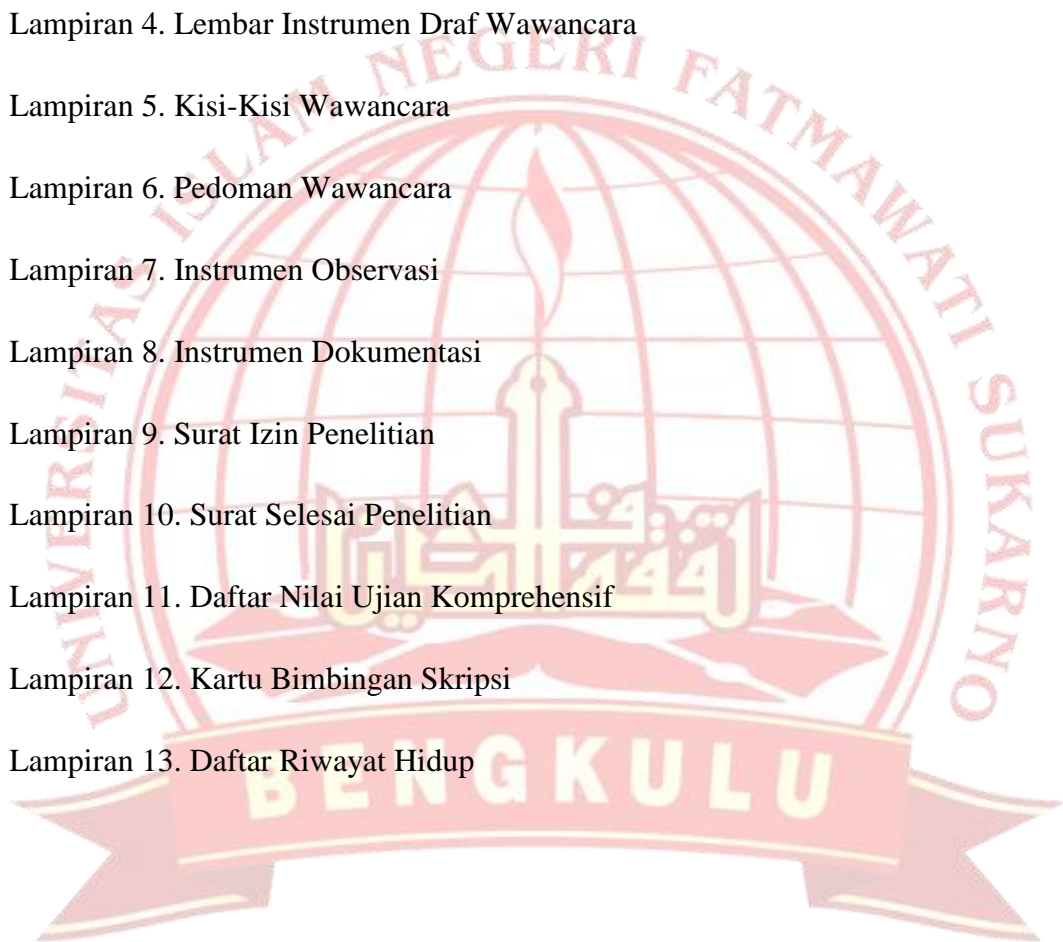 Lampiran 4. Lembar Instrumen Draf Wawancara
Lampiran 5. Kisi-Kisi Wawancara
Lampiran 6. Pedoman Wawancara
Lampiran 7. Instrumen Observasi
Lampiran 8. Instrumen Dokumentasi
Lampiran 9. Surat Izin Penelitian
Lampiran 10. Surat Selesai Penelitian
Lampiran 11. Daftar Nilai Ujian Komprehensif
Lampiran 12. Kartu Bimbingan Skripsi
Lampiran 13. Daftar Riwayat Hidup
UNIVERSITAS ISLAM NEGERI FATMAWATI SUKARNO
BENGKULU